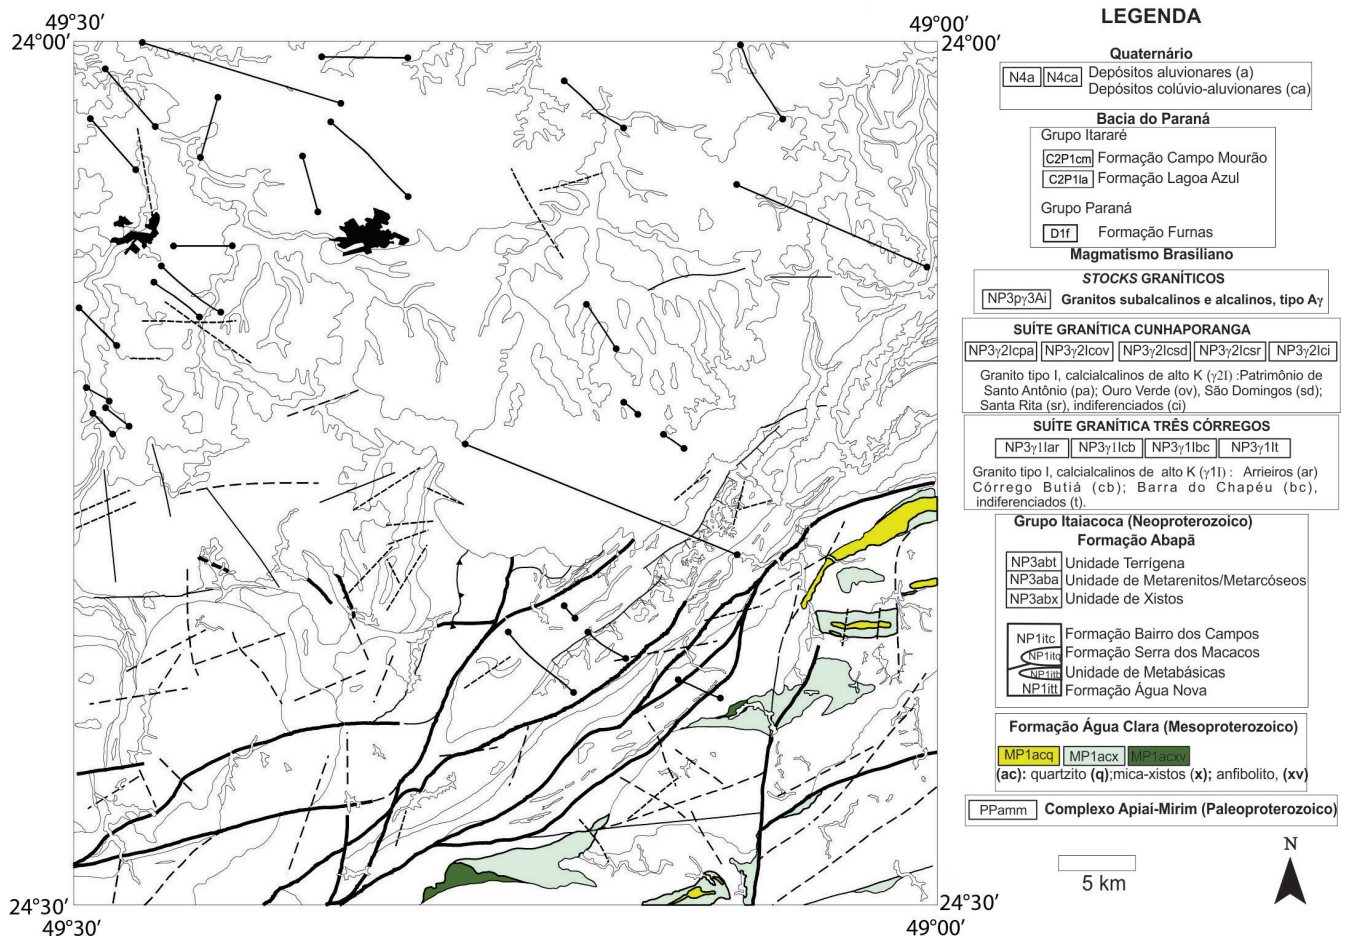 49°30'
49°00'
24°00'
24°00'
24°30'
24°30'
49°30'
49°00'
LEGENDA
Quaternário
N4a N4ca Depósitos aluvionares (a)
Depósitos colúvio-aluvionares (ca)
Bacia do Paraná
Grupo Itararé
C2P1cm Formação Campo Mourão
C2P1la Formação Lagoa Azul
Grupo Paraná
D1f Formação Furnas
Magmatismo Brasiliano
STOCKS GRANÍTICOS
NP3pγ3Ai Granitos subalcalinos e alcalinos, tipo Aγ
SUÍTE GRANÍTICA CUNHAPORANGA
NP3γ2Icpa NP3γ2Icov NP3γ2Icsd NP3γ2Icsr NP3γ2Ici
Granito tipo I, calcialcalinos de alto K (γ2I) :Patrimônio de
Santo Antônio (pa); Ouro Verde (ov), São Domingos (sd);
Santa Rita (sr), indiferenciados (ci)
SUÍTE GRANÍTICA TRÊS CÓRREGOS
NP3γ1Iar NP3γ1Icb NP3γ1Ibc NP3γ1It
Granito tipo I, calcialcalinos de alto K (γ1I) : Arrieiros (ar)
Córrego Butiá (cb); Barra do Chapéu (bc),
indiferenciados (t).
Grupo Itaiacoca (Neoproterozoico)
Formação Abapã
NP3abt Unidade Terrígena
NP3aba Unidade de Metarenitos/Metarcóseos
NP3abx Unidade de Xistos
NP1itc Formação Bairro dos Campos
NP1itq Formação Serra dos Macacos
NP1itb Unidade de Metabásicas
NP1itt Formação Água Nova
Formação Água Clara (Mesoproterozoico)
MP1acq MP1acx MP1acxv
(ac): quartzito (q);mica-xistos (x); anfibolito, (xv)
PPamm Complexo Apiaí-Mirim (Paleoproterozoico)
N
5 km